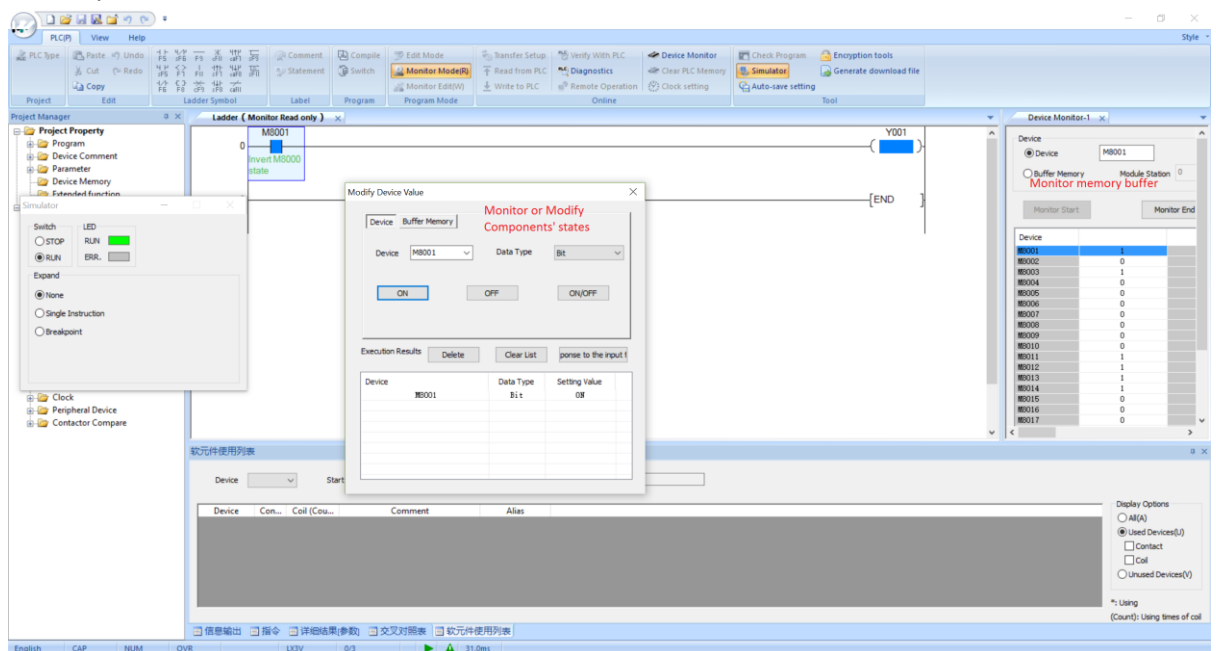 PLC(P) View Help Style
PLC Type Paste Undo Comment Compile Edit Mode Transfer Setup Verify With PLC Device Monitor Check Program Encryption tools
Cut Redo Statement Switch Monitor Mode(R) Read from PLC Diagnostics Clear PLC Memory Simulator Generate download file
Copy Monitor Edit(W) Write to PLC Remote Operation Clock setting Auto-save setting
Project Edit Ladder Symbol Label Program Program Mode Online Tool
Project Manager
Project Property
Program
Device Comment
Parameter
Device Memory
Extended function
Simulator
Switch LED
STOP RUN
RUN ERR.
Expand
None
Single Instruction
Breakpoint
Clock
Peripheral Device
Contactor Compare
Ladder ( Monitor Read only )
M8001 Y001
0
Invert M8000
state
[END ]
Modify Device Value
Monitor or Modify
Components' states
Device Buffer Memory
Device M8001 Data Type Bit
ON OFF ON/OFF
Execution Results Delete Clear List ponse to the input f
Device Data Type Setting Value
M8001 Bit ON
Device Monitor-1
Device
Device M8001
Buffer Memory Module Station 0
Monitor memory buffer
Monitor Start Monitor End
Device
M8001 1
M8002 0
M8003 1
M8004 0
M8005 0
M8006 0
M8007 0
M8008 0
M8009 0
M8010 0
M8011 1
M8012 1
M8013 1
M8014 1
M8015 0
M8016 0
M8017 0
软元件使用列表
Device Start
Device Con... Coil (Cou... Comment Alias
Display Options
All(A)
Used Devices(U)
Contact
Coil
Unused Devices(V)
*: Using
(Count): Using times of coil
信息输出 指令 详细结果(参数) 交叉对照表 软元件使用列表
English CAP NUM OVR LX3V 0/3 31.0ms